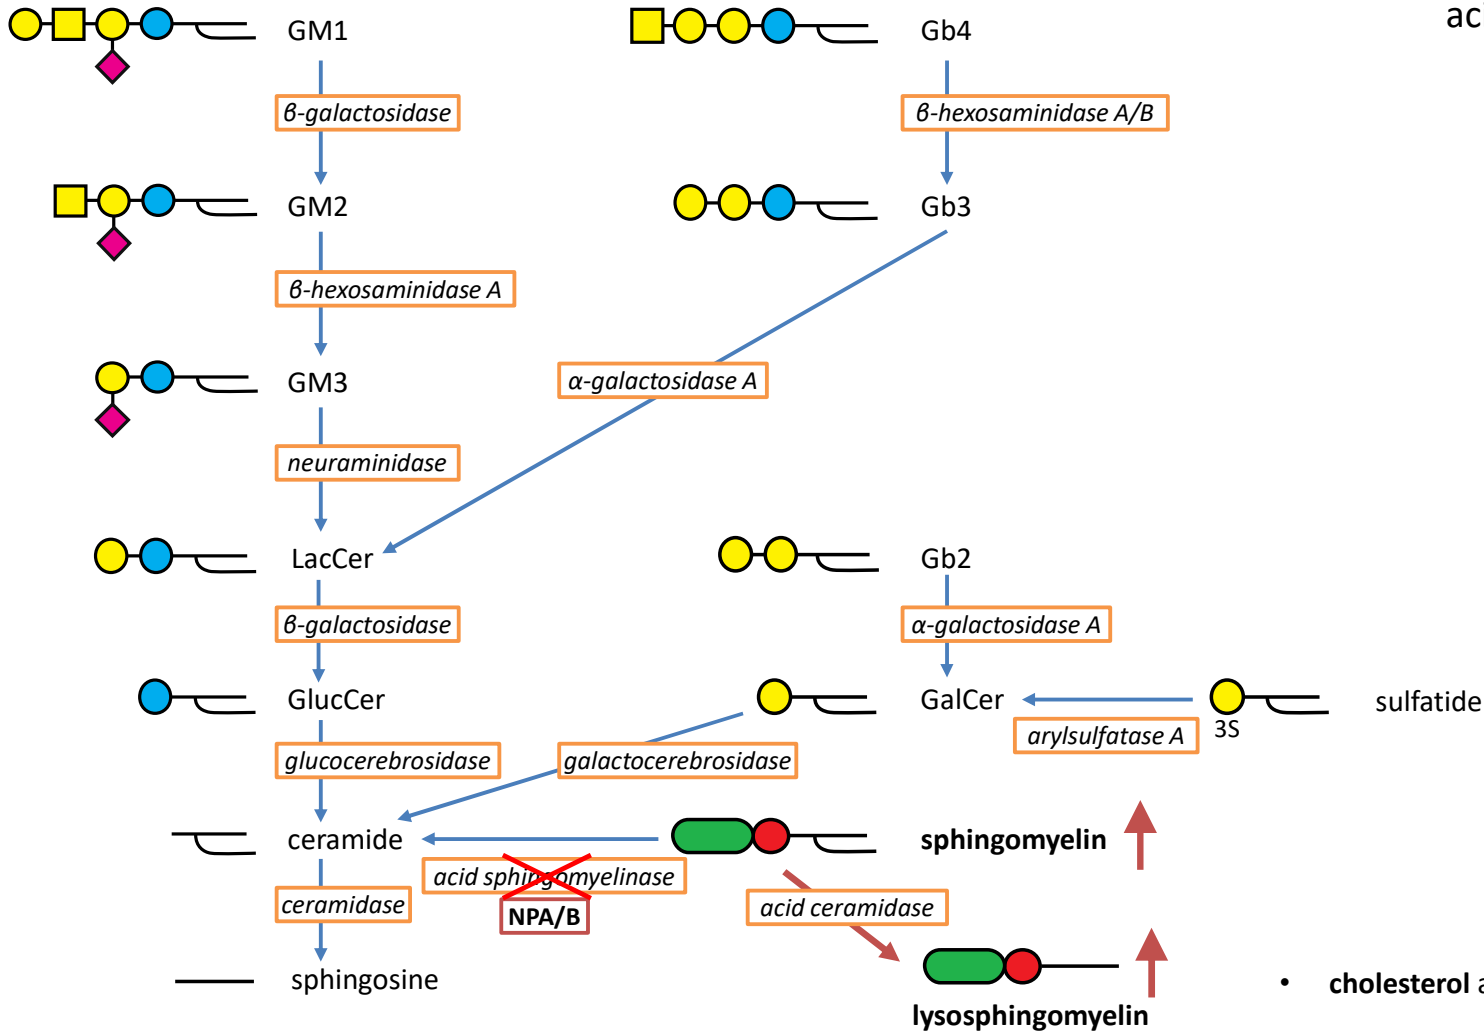 GM1
Gb4
ac
β-galactosidase
β-hexosaminidase A/B
GM2
Gb3
β-hexosaminidase A
GM3
α-galactosidase A
neuraminidase
LacCer
Gb2
β-galactosidase
α-galactosidase A
GlucCer
GalCer
sulfatide
3S
arylsulfatase A
glucocerebrosidase
galactocerebrosidase
ceramide
sphingomyelin
acid sphingomyelinase
ceramidase
acid ceramidase
NPA/B
sphingosine
• cholesterol a
lysosphingomyelin